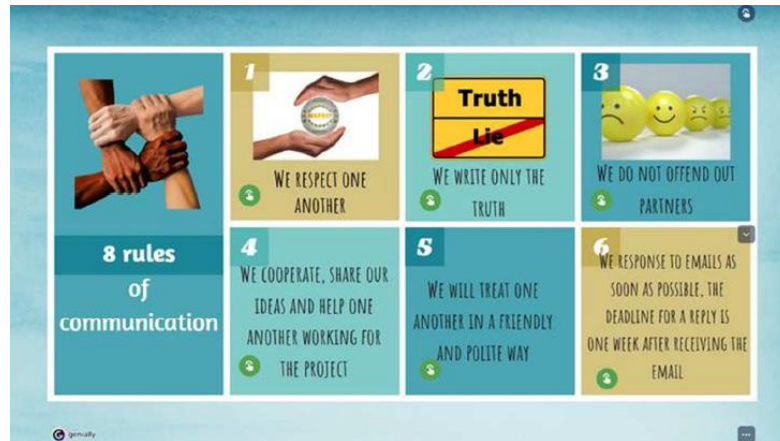 8 rules
of
communication
1
WE RESPECT ONE
ANOTHER
2
Truth
Lie
WE WRITE ONLY THE
TRUTH
3
WE DO NOT OFFEND OUT
PARTNERS
4
WE COOPERATE, SHARE OUR
IDEAS AND HELP ONE
ANOTHER WORKING FOR
THE PROJECT
5
WE WILL TREAT ONE
ANOTHER IN A FRIENDLY
AND POLITE WAY
6
WE RESPONSE TO EMAILS AS
SOON AS POSSIBLE, THE
DEADLINE FOR A REPLY IS
ONE WEEK AFTER RECEIVING THE
EMAIL
genially